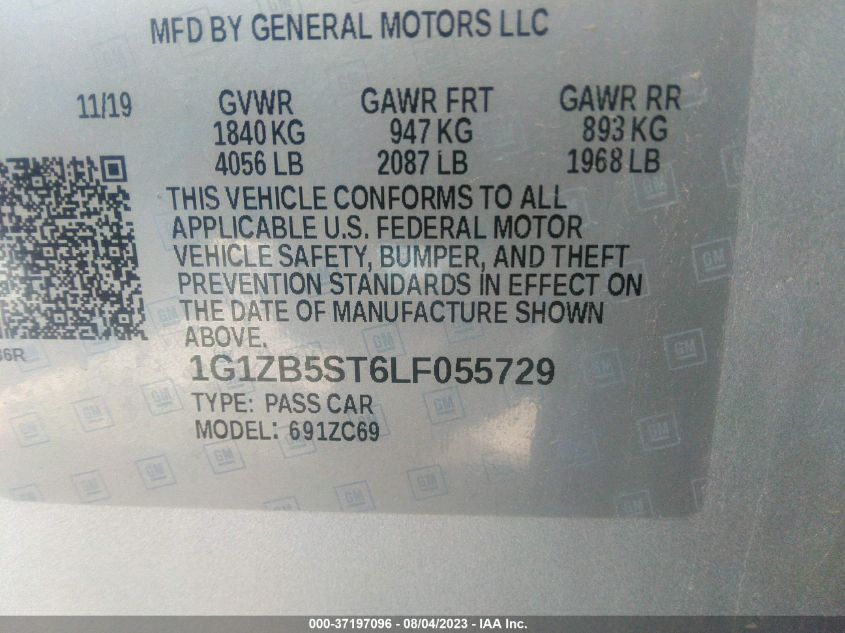 MFD BY GENERAL MOTORS LLC
11/19 GVWR GAWR FRT GAWR RR
1840 KG 947 KG 893 KG
4056 LB 2087 LB 1968 LB
THIS VEHICLE CONFORMS TO ALL
APPLICABLE U.S. FEDERAL MOTOR
VEHICLE SAFETY, BUMPER, AND THEFT
PREVENTION STANDARDS IN EFFECT ON
THE DATE OF MANUFACTURE SHOWN
ABOVE.
1G1ZB5ST6LF055729
TYPE: PASS CAR
MODEL: 691ZC69
GM
000-37197096 - 08/04/2023 - IAA Inc.